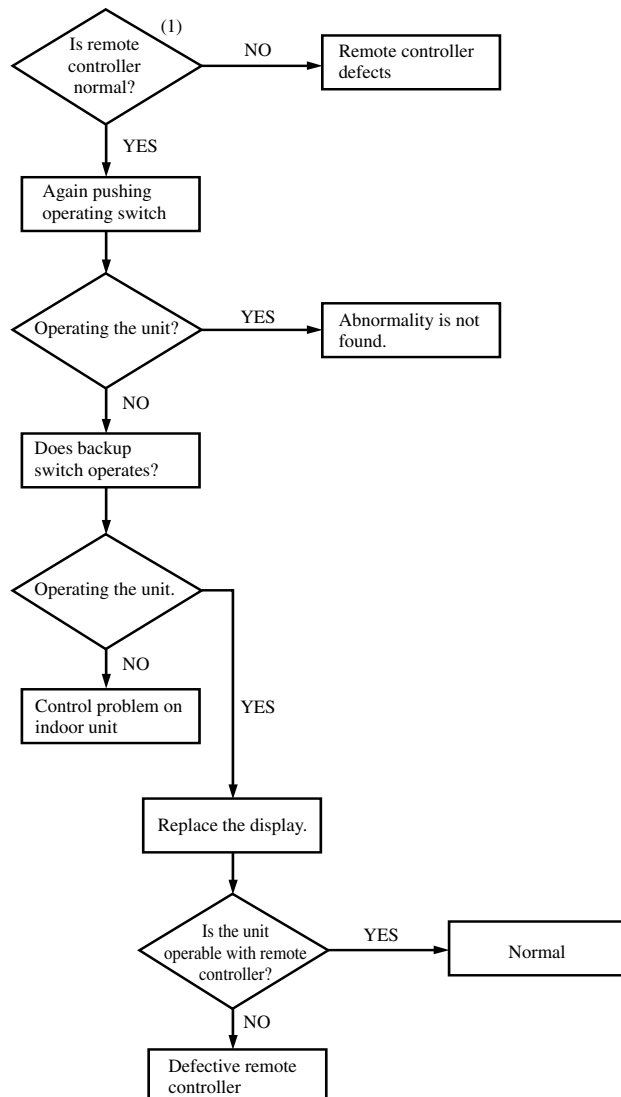 (1)
Is remote
controller
normal?
NO
Remote controller
defects
YES
Again pushing
operating switch
Operating the unit?
YES
Abnormality is not
found.
NO
Does backup
switch operates?
Operating the unit.
NO
YES
Control problem on
indoor unit
Replace the display.
Is the unit
operable with remote
controller?
YES
Normal
NO
Defective remote
controller